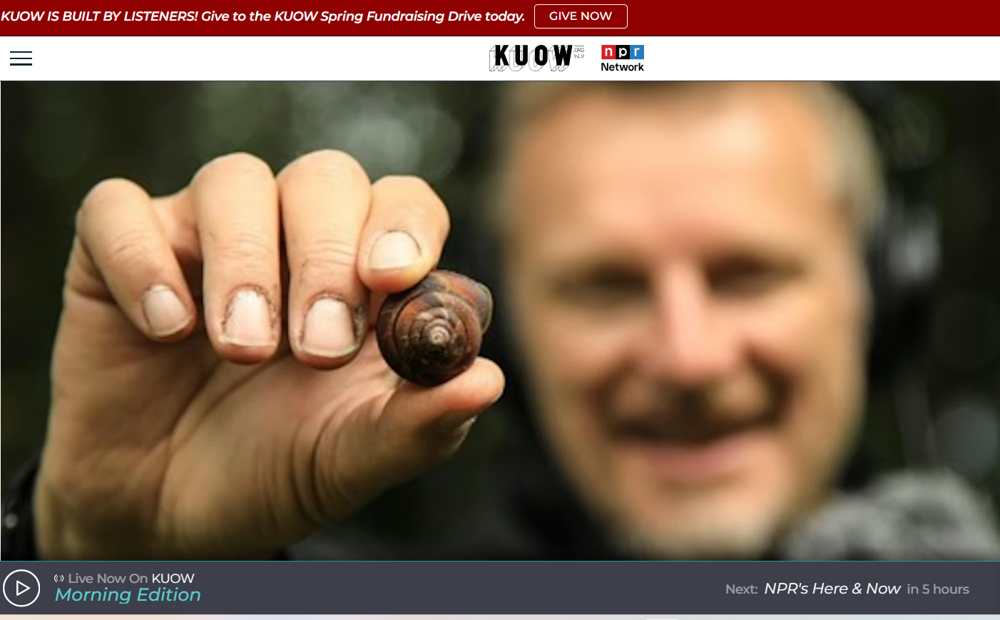 KUOW IS BUILT BY LISTENERS! Give to the KUOW Spring Fundraising Drive today. GIVE NOW
KUOW .ORG 94.9 npr Network
Live Now On KUOW
Morning Edition
Next: NPR's Here & Now in 5 hours